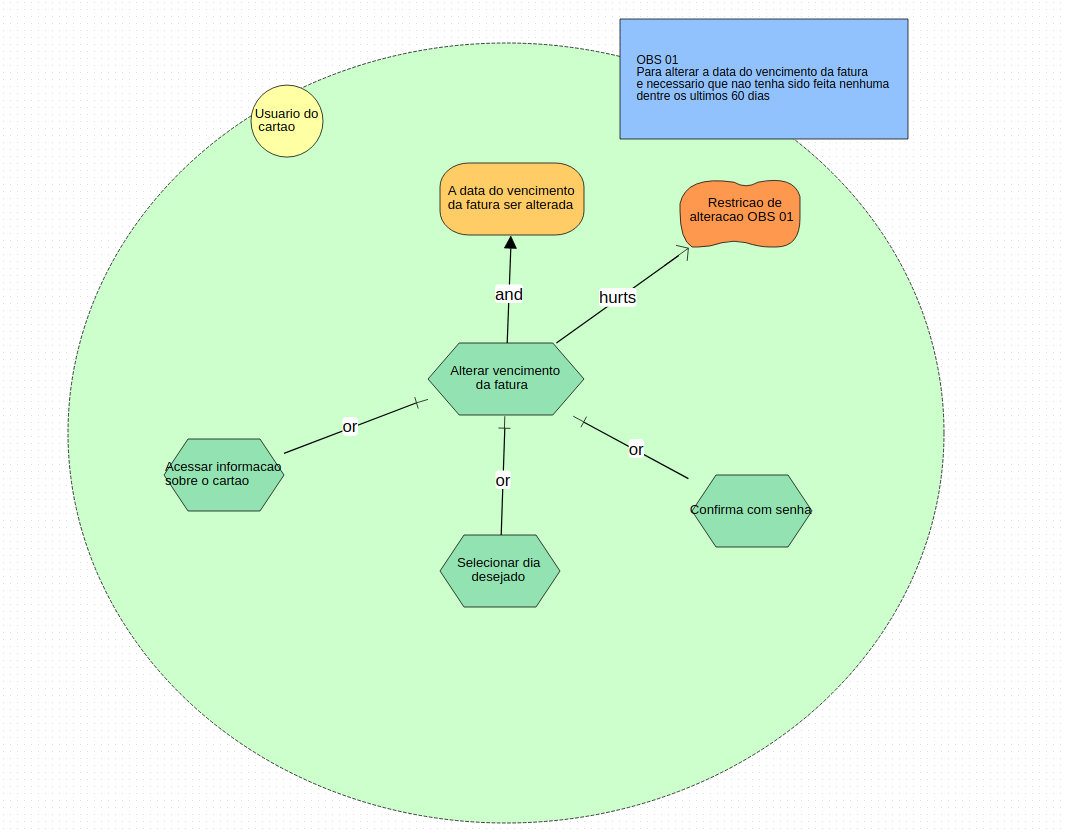 OBS 01
Para alterar a data do vencimento da fatura
e necessario que nao tenha sido feita nenhuma
dentre os ultimos 60 dias
Usuario do
cartao
A data do vencimento
da fatura ser alterada
Restricao de
alteracao OBS 01
and
hurts
Alterar vencimento
da fatura
or
or
or
Acessar informacao
sobre o cartao
Selecionar dia
desejado
Confirma com senha